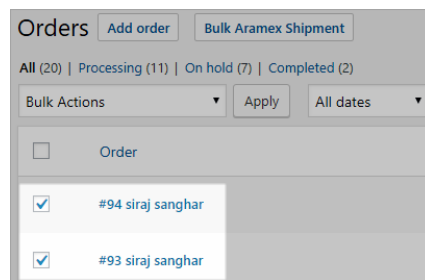 Orders Add order Bulk Aramex Shipment
All (20) | Processing (11) | On hold (7) | Completed (2)
Bulk Actions Apply All dates
Order
#94 siraj sanghar
#93 siraj sanghar